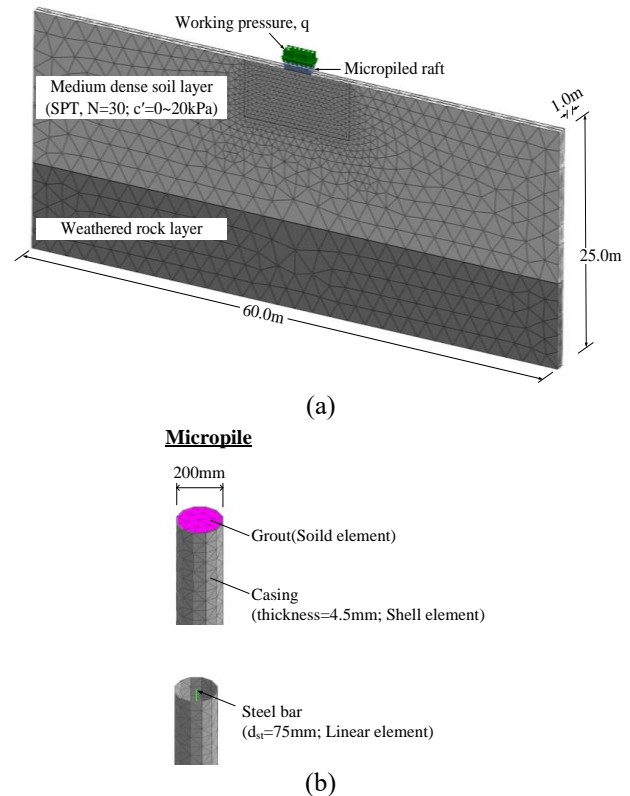 Working pressure, q
Micropiled raft
Medium dense soil layer
(SPT, N=30; c′=0~20kPa)
1.0m
Weathered rock layer
25.0m
60.0m
(a)
Micropile
200mm
Grout(Soild element)
Casing
(thickness=4.5mm; Shell element)
Steel bar
(dst=75mm; Linear element)
(b)